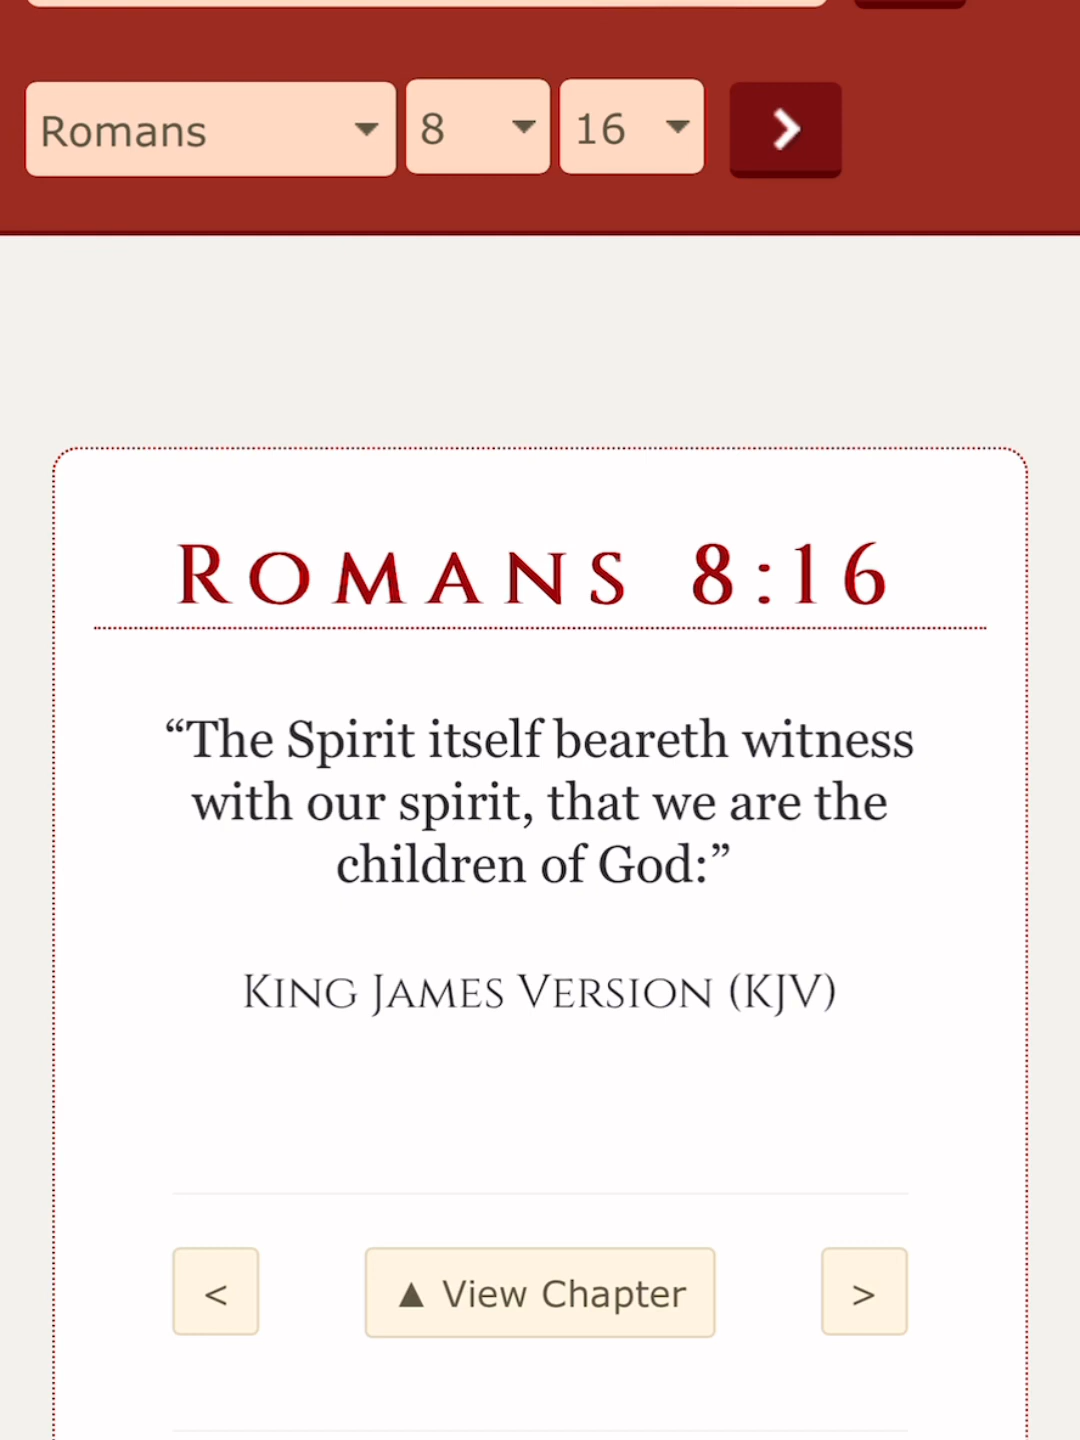 Romans 8 16
ROMANS 8:16
“The Spirit itself beareth witness
with our spirit, that we are the
children of God:”
KING JAMES VERSION (KJV)
< ▲ View Chapter >